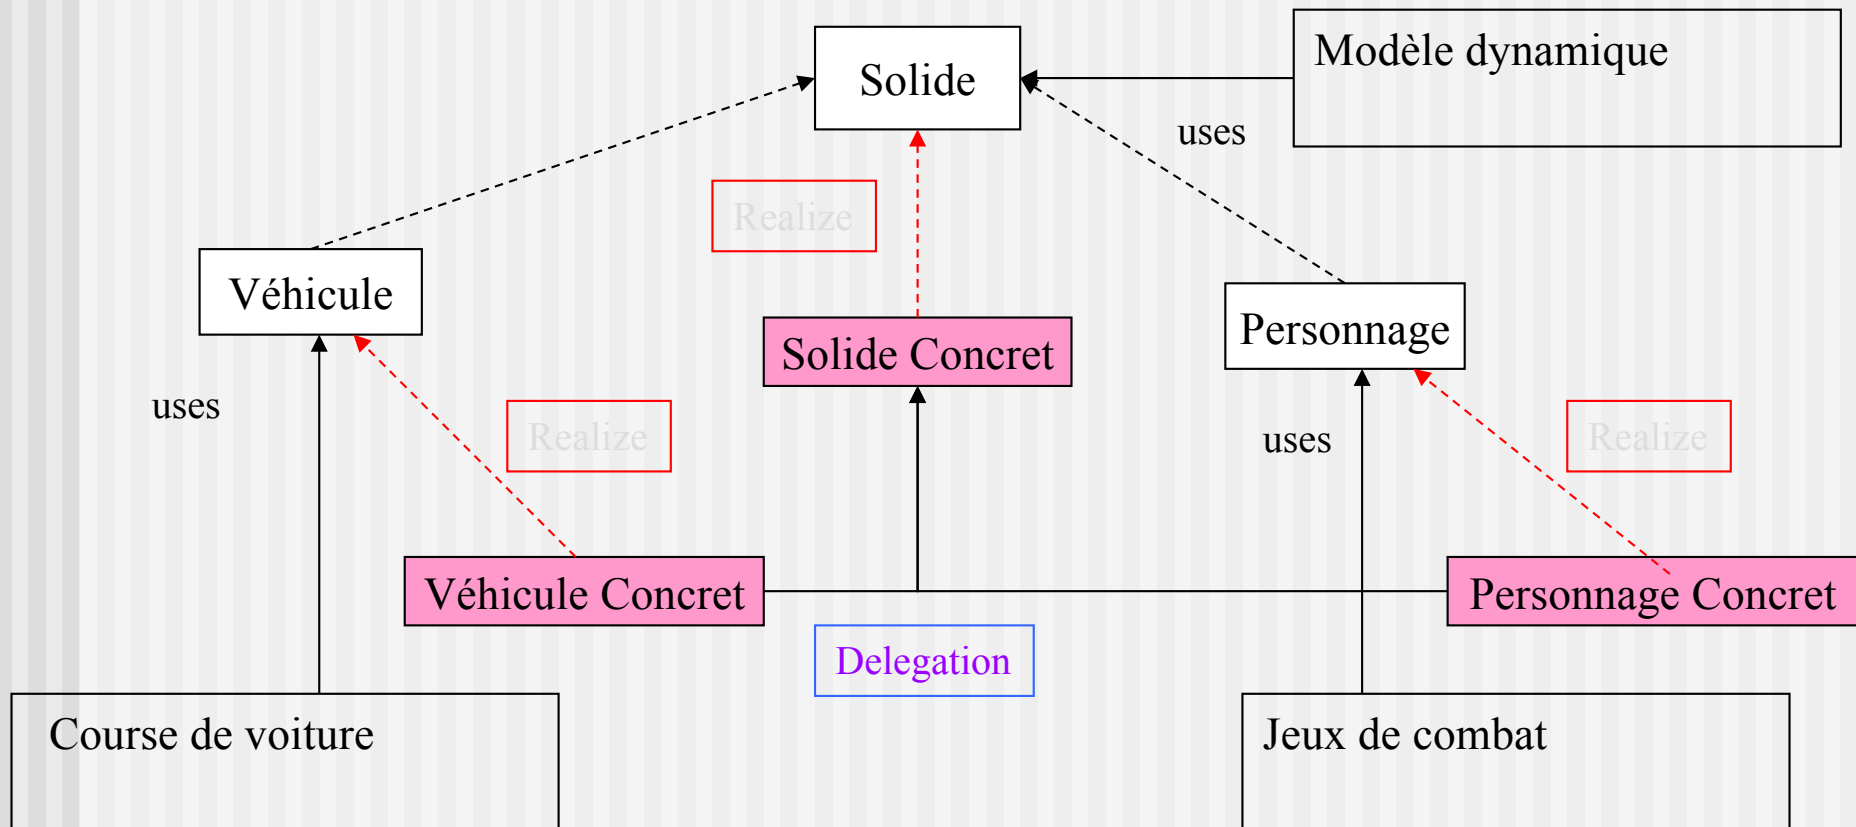 Modèle dynamique
Solide
uses
Realize
Véhicule
Personnage
Solide Concret
uses
Realize
uses
Realize
Véhicule Concret
Personnage Concret
Delegation
Course de voiture
Jeux de combat